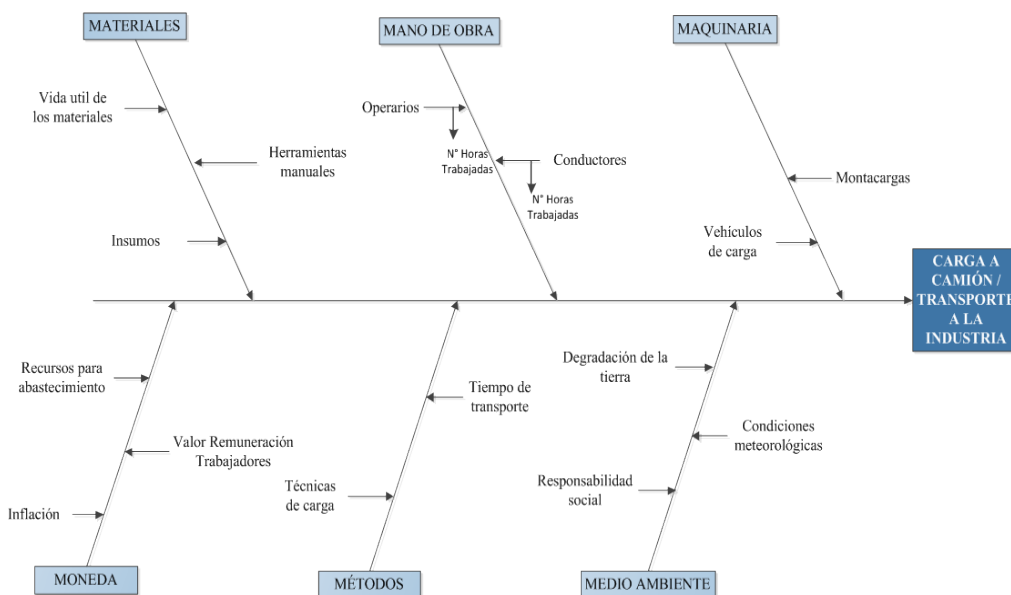 MATERIALES
MANO DE OBRA
MAQUINARIA
Vida util de
los materiales
Herramientas
manuales
Insumos
Operarios
N° Horas
Trabajadas
Conductores
N° Horas
Trabajadas
Montacargas
Vehículos
de carga
CARGA A
CAMIÓN /
TRANSPORTE
A LA
INDUSTRIA
Recursos para
abastecimiento
Valor Remuneración
Trabajadores
Inflación
Tiempo de
transporte
Técnicas
de carga
Degradación de la
tierra
Condiciones
meteorológicas
Responsabilidad
social
MONEDA
MÉTODOS
MEDIO AMBIENTE